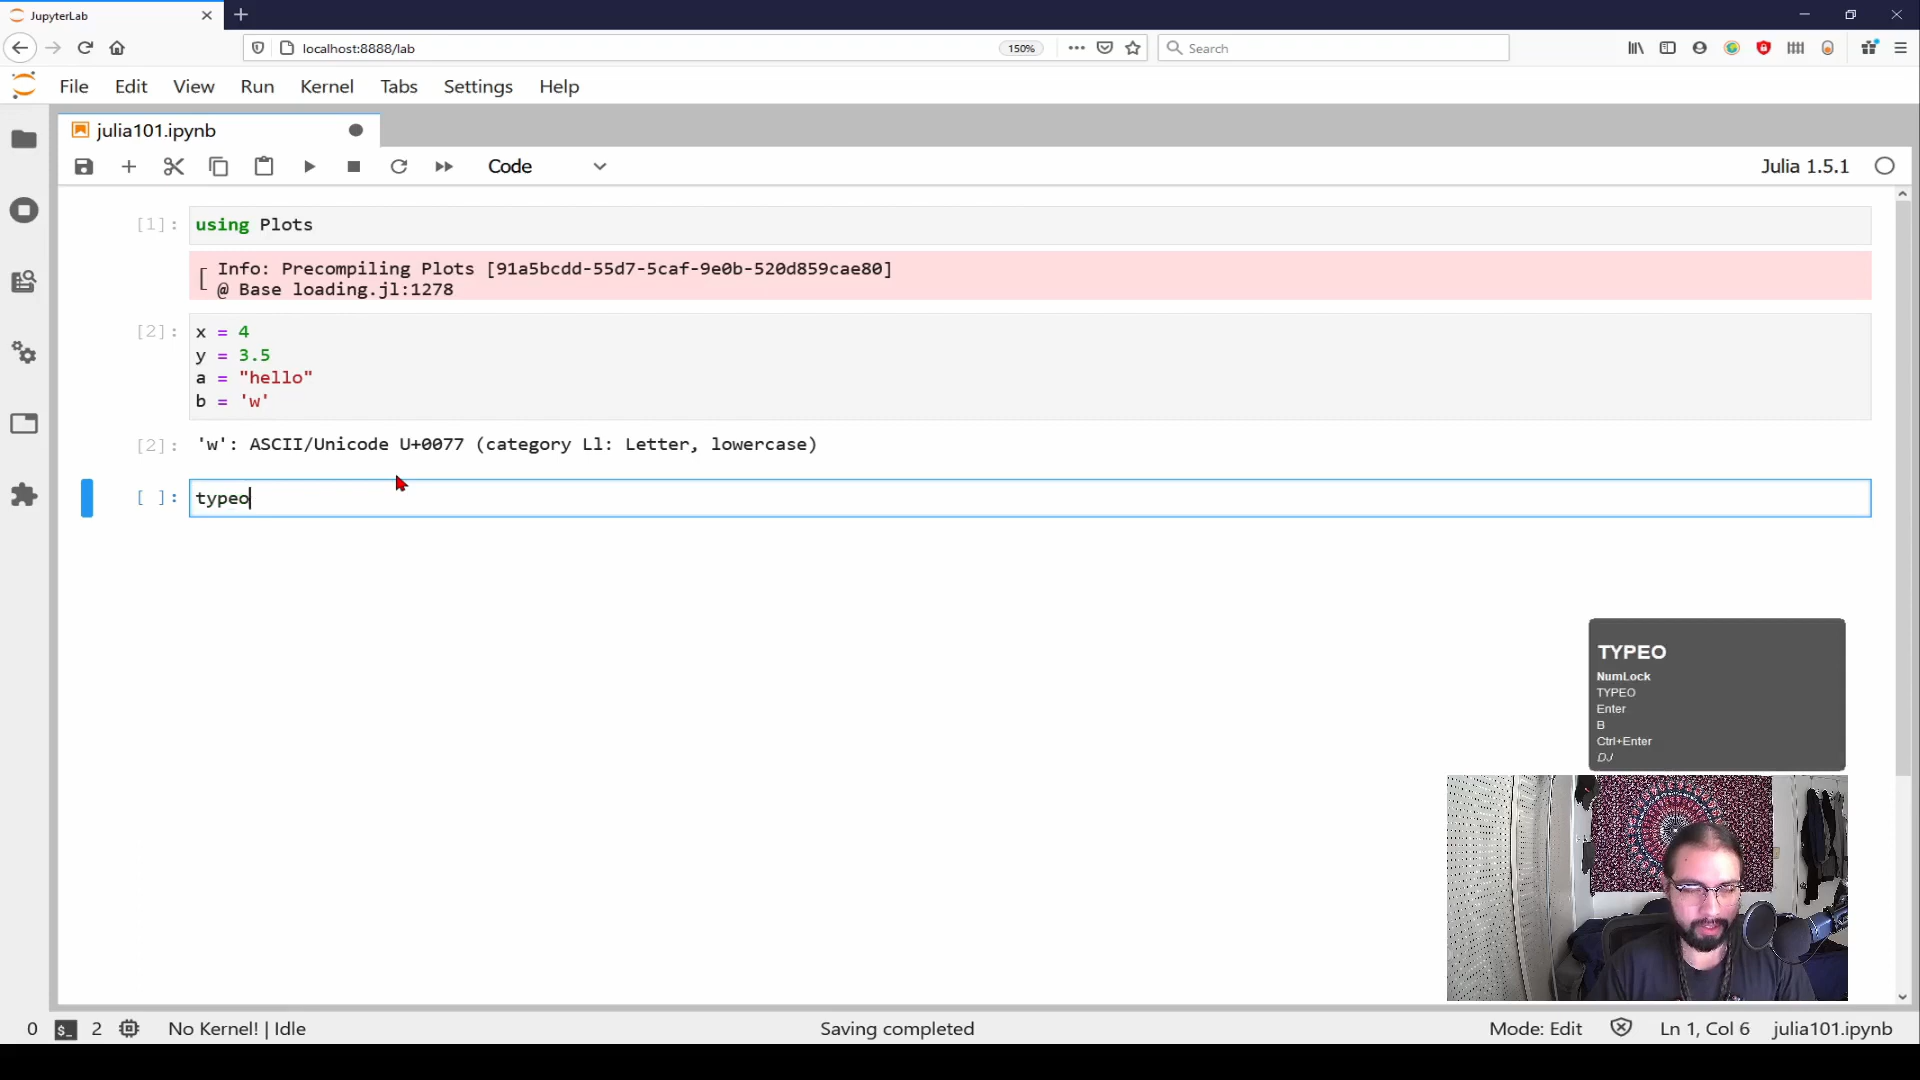 JupyterLab
localhost:8888/lab
150%
Search
File Edit View Run Kernel Tabs Settings Help
julia101.ipynb
Code
Julia 1.5.1
[1]: using Plots
[ Info: Precompiling Plots [91a5bcdd-55d7-5caf-9e0b-520d859cae80]
@ Base loading.jl:1278
[2]: x = 4
y = 3.5
a = "hello"
b = 'w'
[2]: 'w': ASCII/Unicode U+0077 (category Ll: Letter, lowercase)
[ ]: typeo
TYPEO
NumLock
TYPEO
Enter
B
Ctrl+Enter
DJ
0 $_ 2 No Kernel! | Idle Saving completed Mode: Edit Ln 1, Col 6 julia101.ipynb